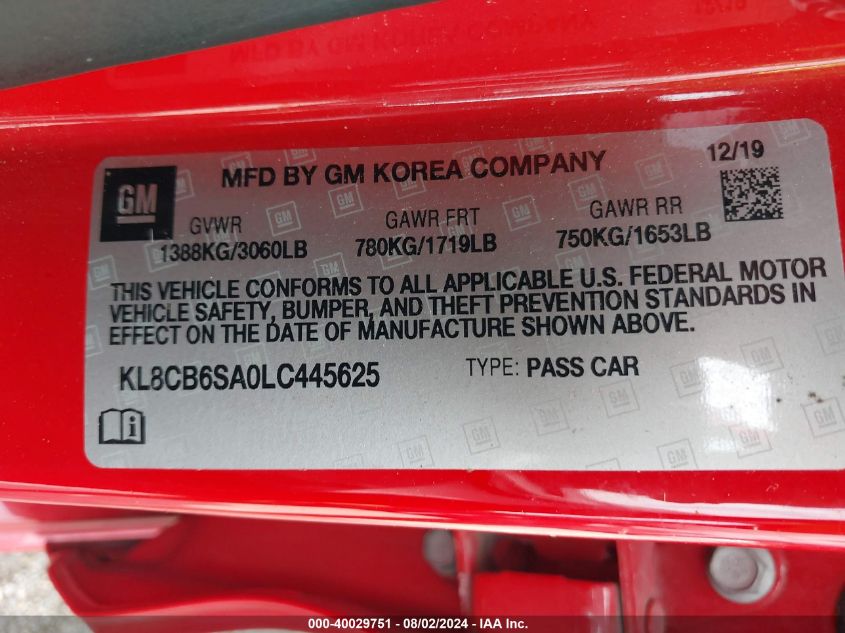 MFD BY GM KOREA COMPANY
12/19
GM
GVWR
1388KG/3060LB
GAWR FRT
780KG/1719LB
GAWR RR
750KG/1653LB
THIS VEHICLE CONFORMS TO ALL APPLICABLE U.S. FEDERAL MOTOR
VEHICLE SAFETY, BUMPER, AND THEFT PREVENTION STANDARDS IN
EFFECT ON THE DATE OF MANUFACTURE SHOWN ABOVE.
KL8CB6SA0LC445625
TYPE: PASS CAR
000-40029751 - 08/02/2024 - IAA Inc.